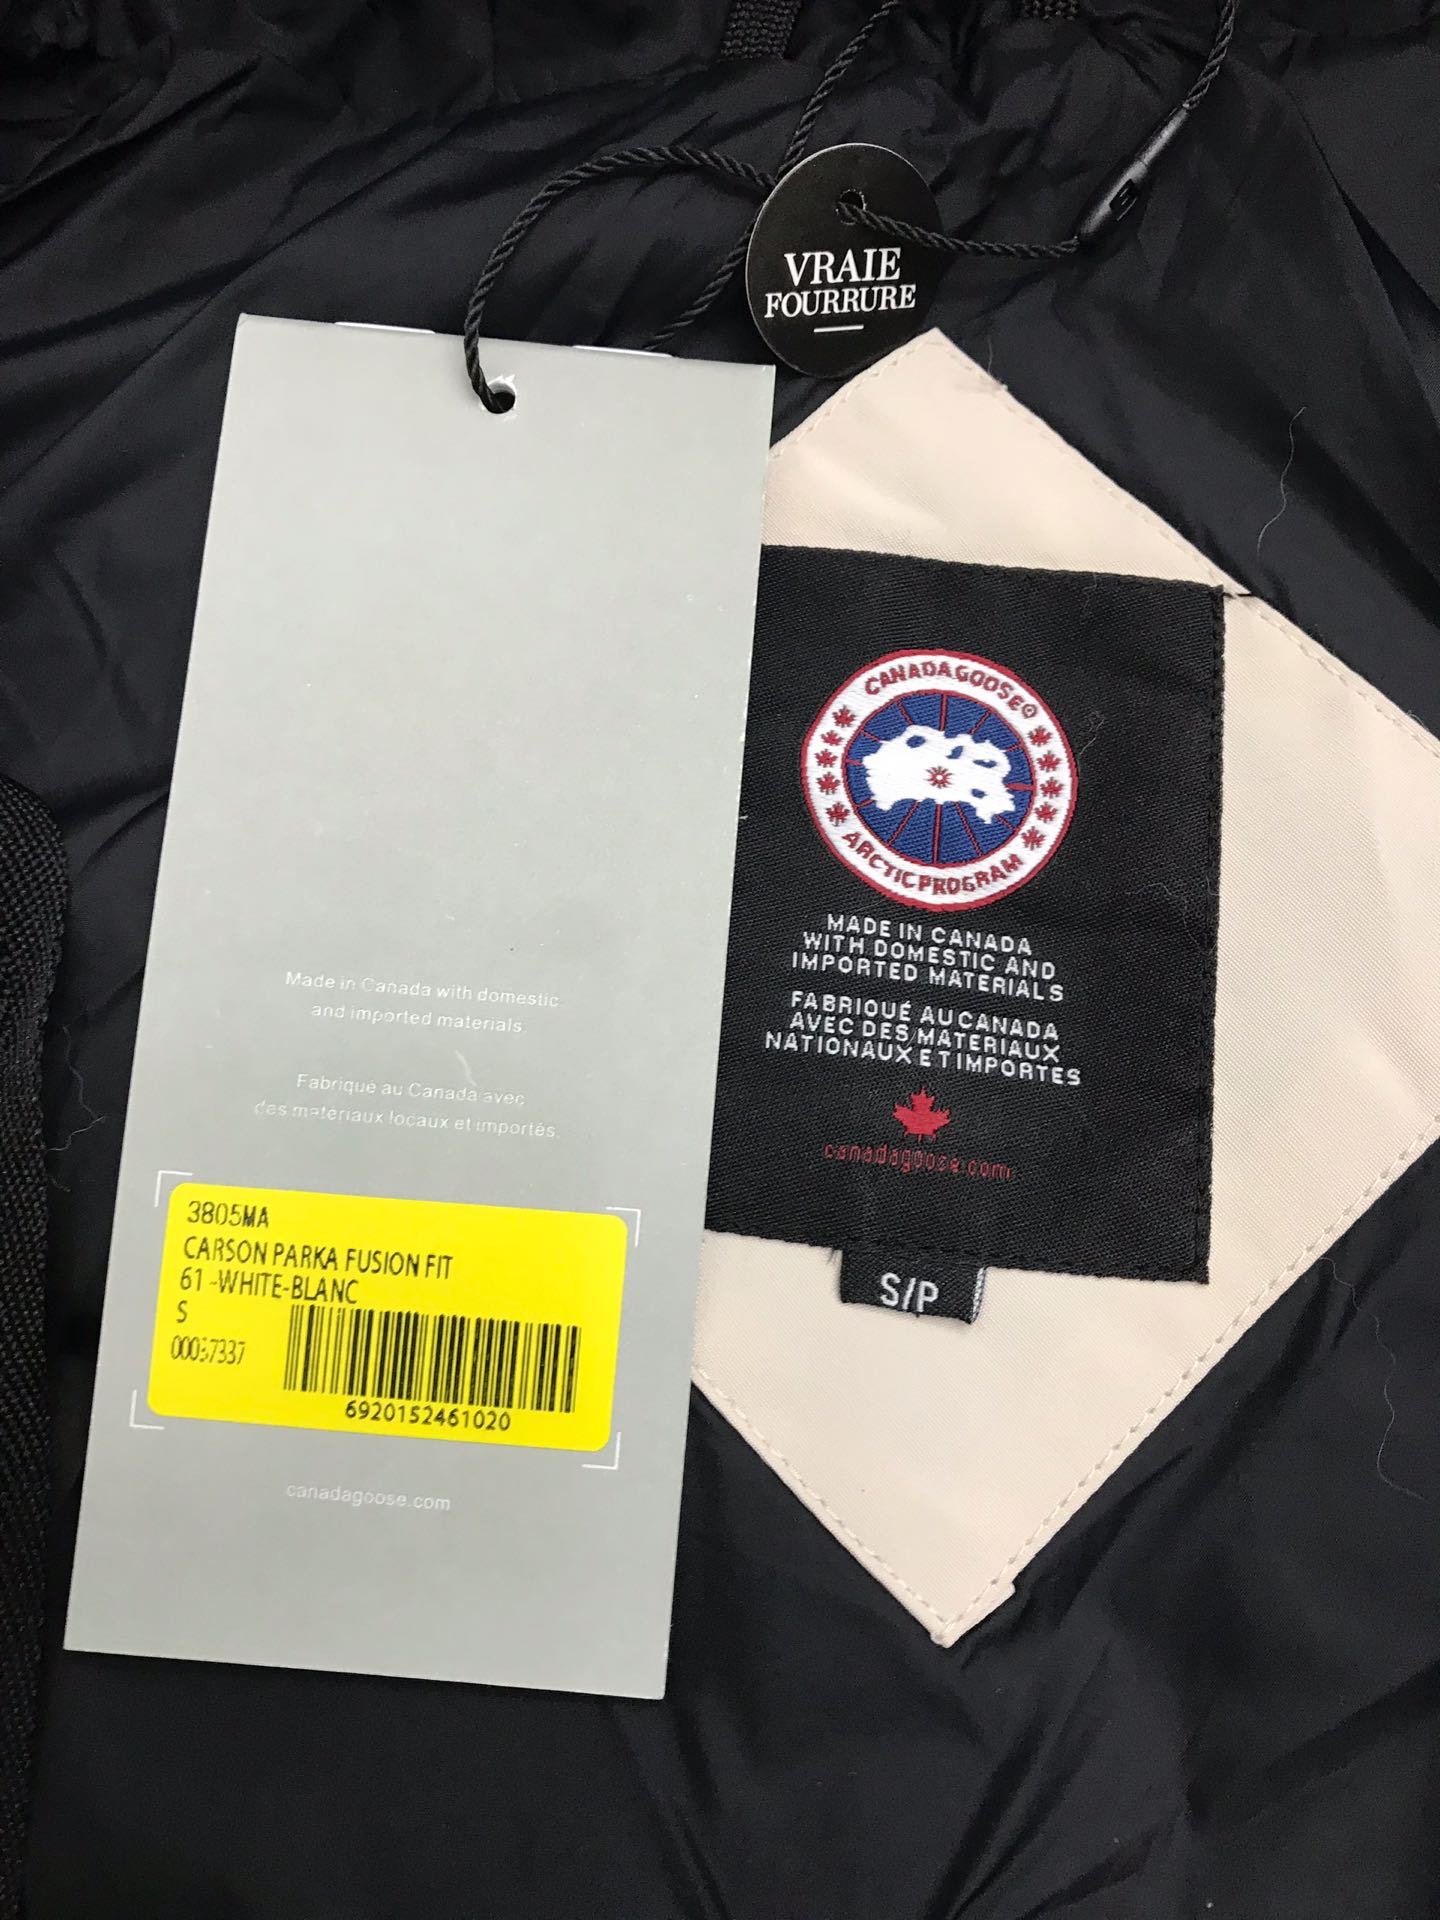 VRAIE
FOURRURE
CANADA GOOSE®
ARCTIC PROGRAM
MADE IN CANADA
WITH DOMESTIC AND
IMPORTED MATERIALS
FABRIQUÉ AU CANADA
AVEC DES MATERIAUX
NATIONAUX ET IMPORTES
canadagoose.com
S/P
Made in Canada with domestic
and imported materials.
Fabriqué au Canada avec
des matériaux locaux et importés.
3805MA
CARSON PARKA FUSION FIT
61 -WHITE-BLANC
S
6920152461020
canadagoose.com